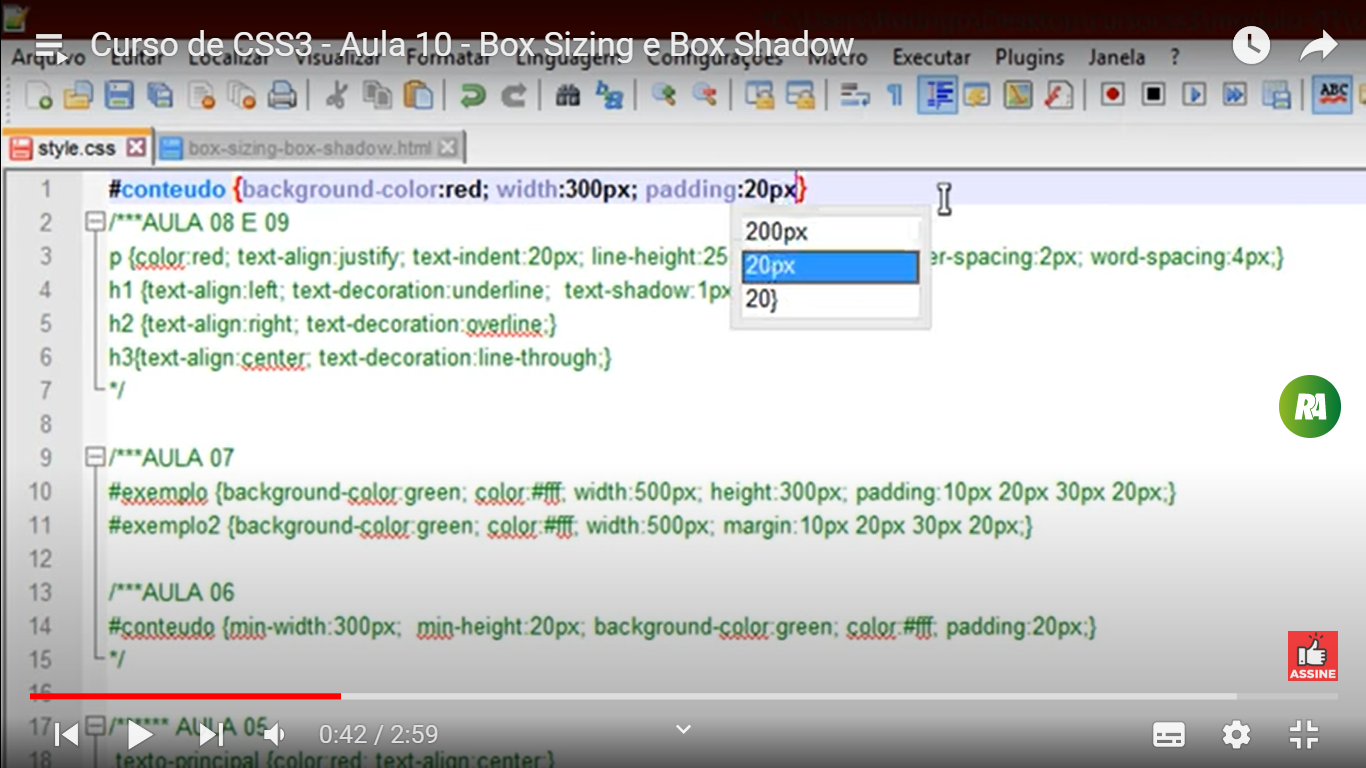 Curso de CSS3 - Aula 10 - Box Sizing e Box Shadow
Arquivo Editar Localizar Visualizar Formatar Linguagem Configurações Macro Executar Plugins Janela ?
ABC
style.css box-sizing-box-shadow.html
1 #conteudo {background-color:red; width:300px; padding:20px}
2 /***AULA 08 E 09
200px
3 p {color:red; text-align:justify; text-indent:20px; line-height:25 er-spacing:2px; word-spacing:4px;}
20px
4 h1 {text-align:left; text-decoration:underline; text-shadow:1px
20}
5 h2 {text-align:right; text-decoration:overline;}
6 h3{text-align:center; text-decoration:line-through;}
7 */
8
RA
9 /***AULA 07
10 #exemplo {background-color:green; color:#fff; width:500px; height:300px; padding:10px 20px 30px 20px;}
11 #exemplo2 {background-color:green; color:#fff; width:500px; margin:10px 20px 30px 20px;}
12
13 /***AULA 06
14 #conteudo {min-width:300px; min-height:20px; background-color:green; color:#fff; padding:20px;}
15 */
ASSINE
16
17 /****** AULA 05
0:42 / 2:59
18 texto-principal {color:red; text-align:center;}